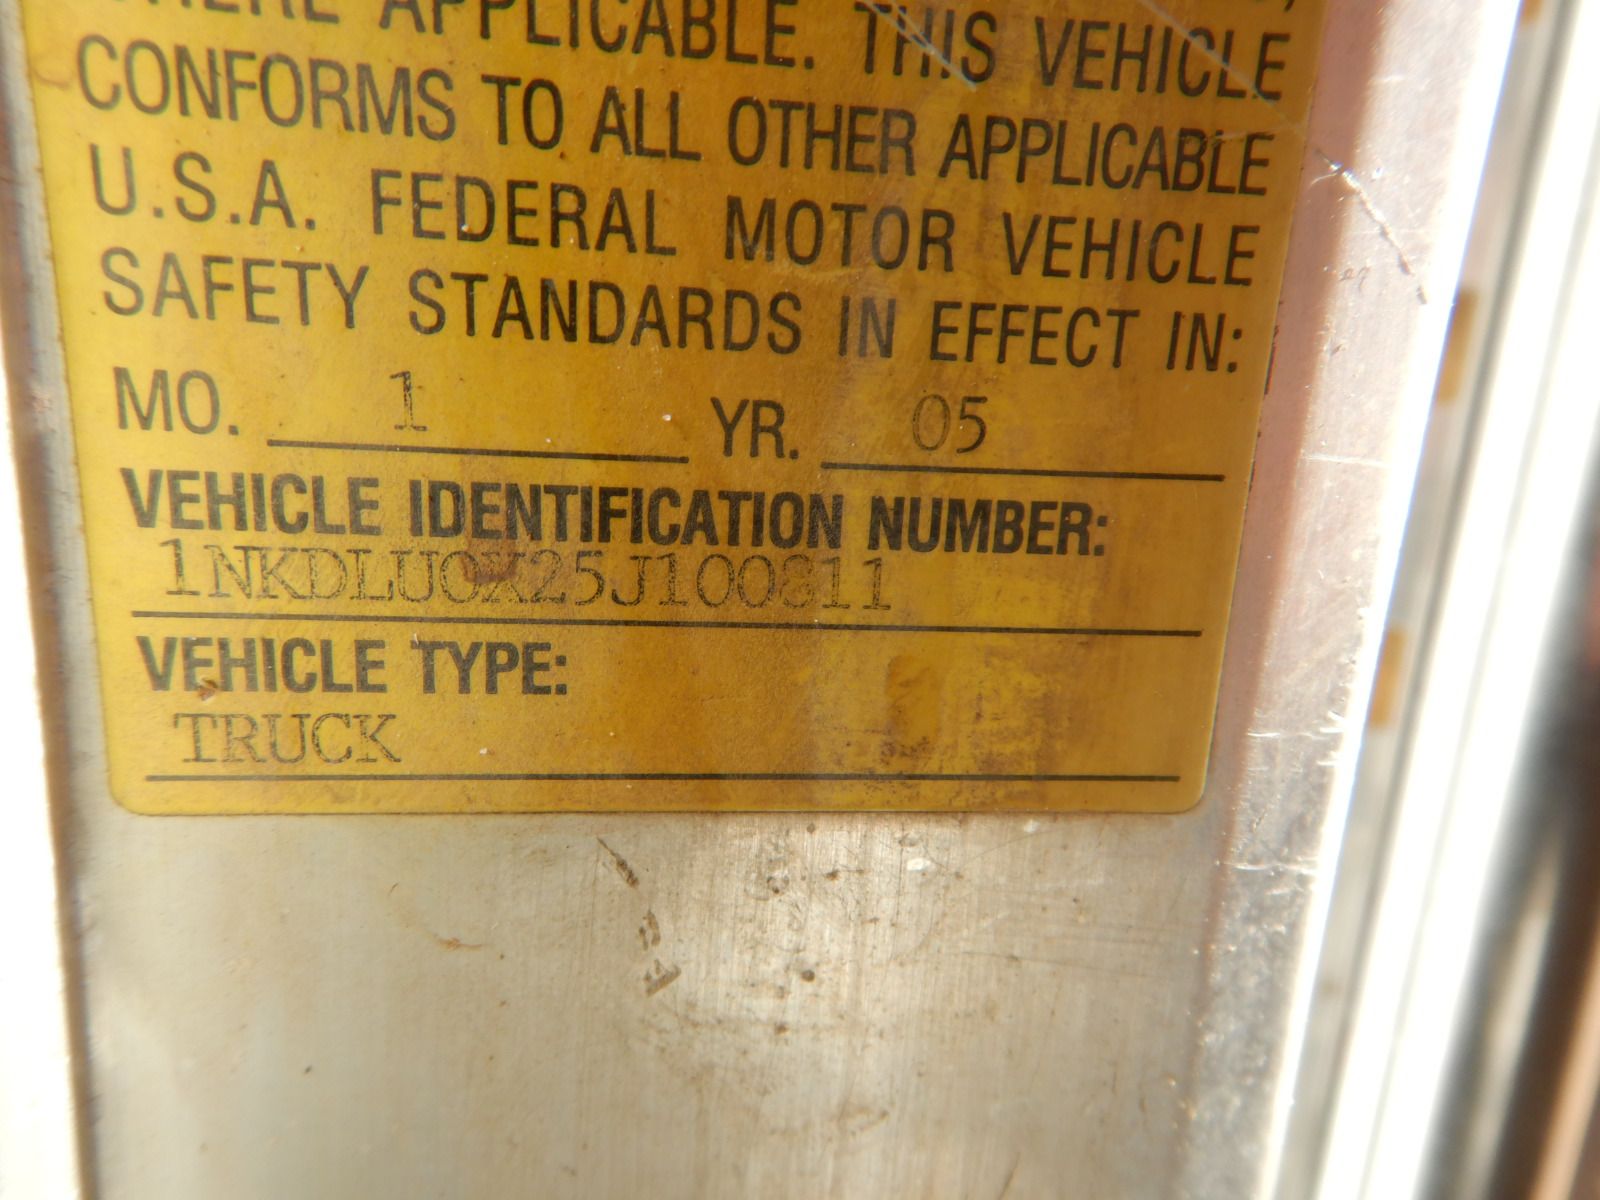 APPLICABLE. THIS VEHICLE
CONFORMS TO ALL OTHER APPLICABLE
U.S.A. FEDERAL MOTOR VEHICLE
SAFETY STANDARDS IN EFFECT IN:
MO. 1 YR. 05
VEHICLE IDENTIFICATION NUMBER:
1NKDLU0X25J100811
VEHICLE TYPE:
TRUCK